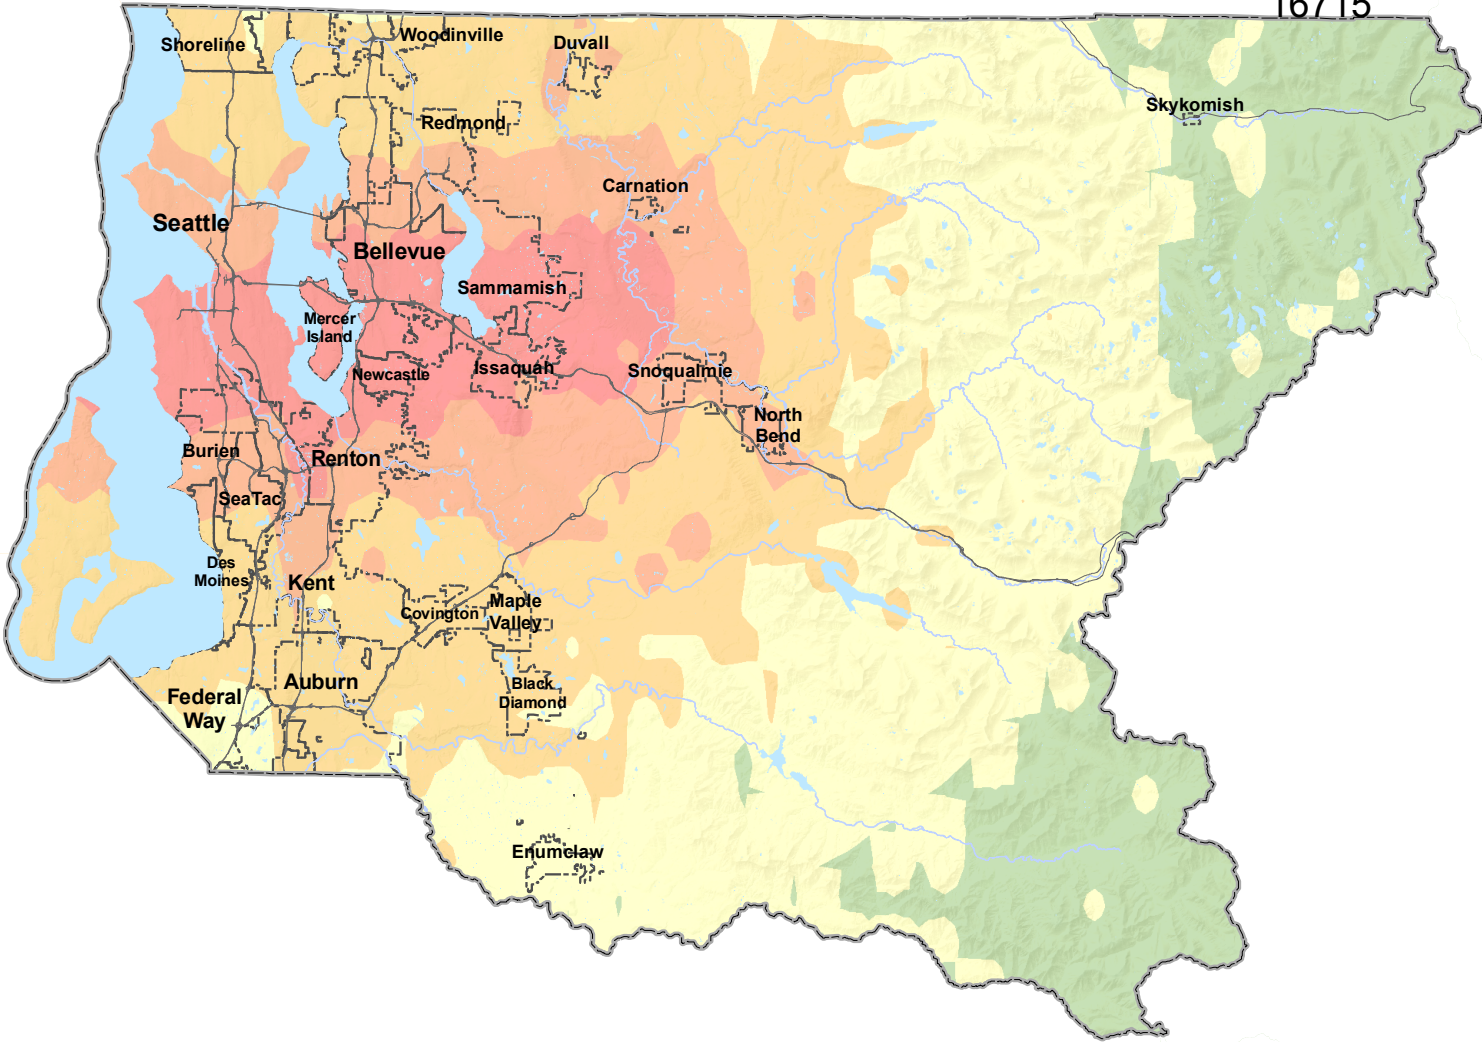 16715
Shoreline
Woodinville
Duvall
Skykomish
Redmond
Carnation
Seattle
Bellevue
Sammamish
Mercer
Island
Newcastle
Issaquah
Snoqualmie
North
Bend
Burien
Renton
SeaTac
Des
Moines
Kent
Covington
Maple
Valley
Federal
Way
Auburn
Black
Diamond
Enumclaw